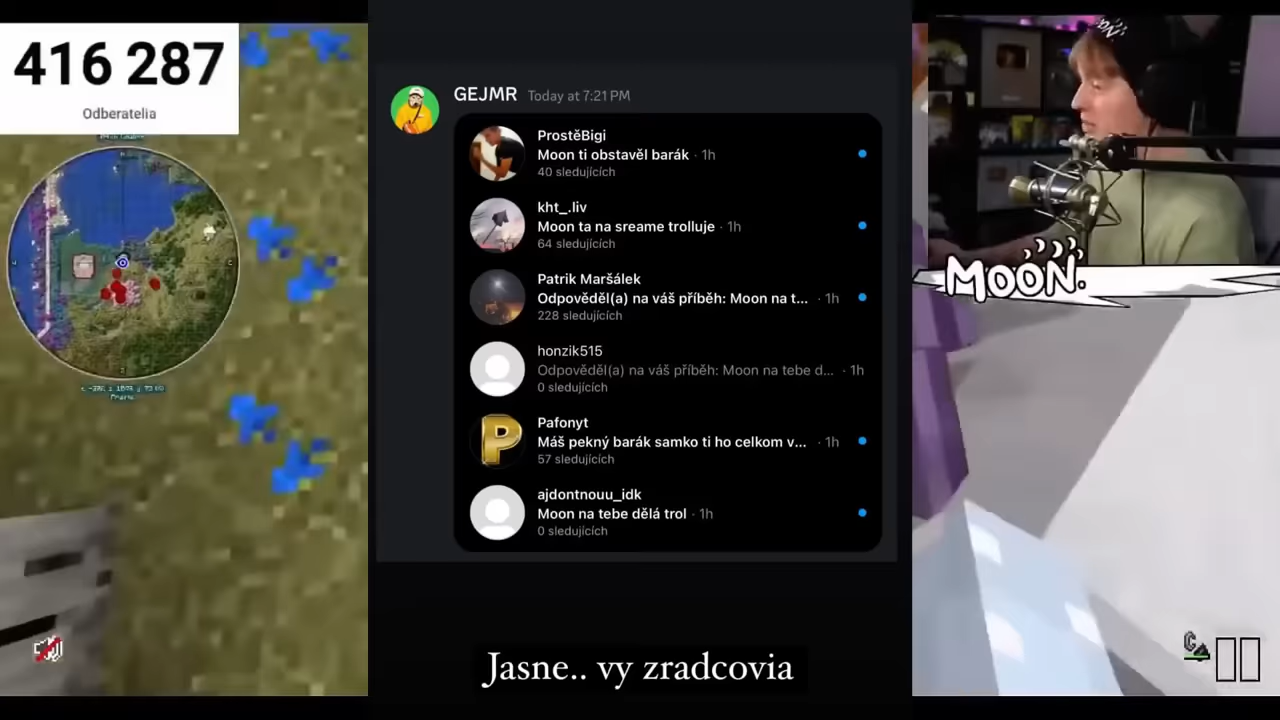 416 287
Odberatelia
GEJMR Today at 7:21 PM
ProstěBigi
Moon ti obstavěl barák · 1h
40 sledujících
kht_.liv
Moon ta na sreame trolluje · 1h
64 sledujících
Patrik Maršálek
Odpověděl(a) na váš příběh: Moon na t... · 1h
228 sledujících
honzik515
Odpověděl(a) na váš příběh: Moon na tebe d... · 1h
0 sledujících
Pafonyt
Máš pekný barák samko ti ho celkom v... · 1h
57 sledujících
ajdontnouu_idk
Moon na tebe dělá trol · 1h
0 sledujících
Jasne.. vy zradcovia
MOON.